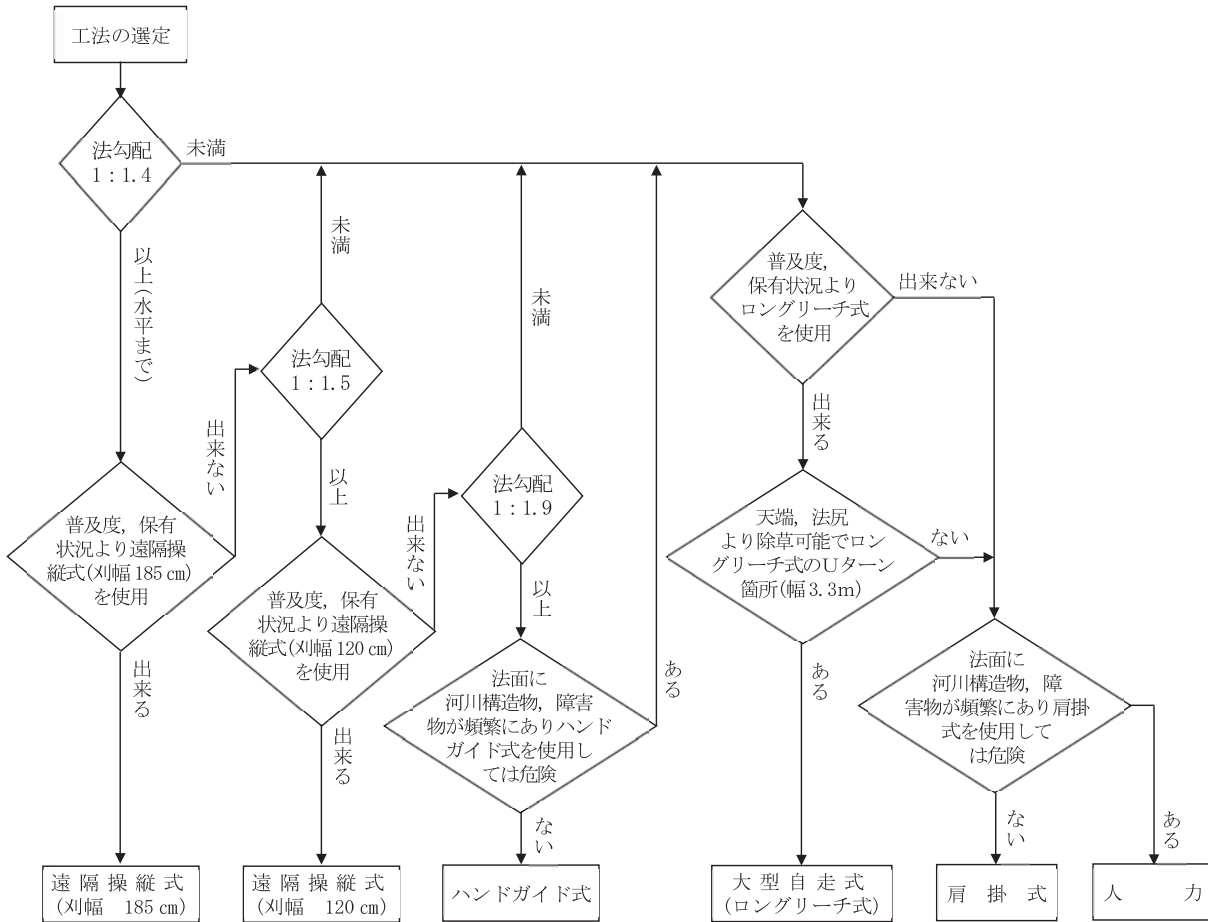 工法の選定
法勾配
1：1.4
未満
以上(水平まで)
普及度，保有
状況より遠隔操
縦式(刈幅 185 cm)
を使用
出来ない
出来る
法勾配
1：1.5
未満
以上
普及度，保有
状況より遠隔操
縦式(刈幅 120 cm)
を使用
出来ない
出来る
法勾配
1：1.9
未満
以上
法面に
河川構造物，障害
物が頻繁にありハンド
ガイド式を使用し
ては危険
ある
ない
普及度，
保有状況より
ロングリーチ式
を使用
出来ない
出来る
天端，法尻
より除草可能でロン
グリーチ式のUターン
箇所(幅 3.3m)
ない
ある
法面に
河川構造物，障
害物が頻繁にあり肩掛
式を使用して
は危険
ない
ある
遠隔操縦式
(刈幅 185 cm)
遠隔操縦式
(刈幅 120 cm)
ハンドガイド式
大型自走式
(ロングリーチ式)
肩掛式
人力